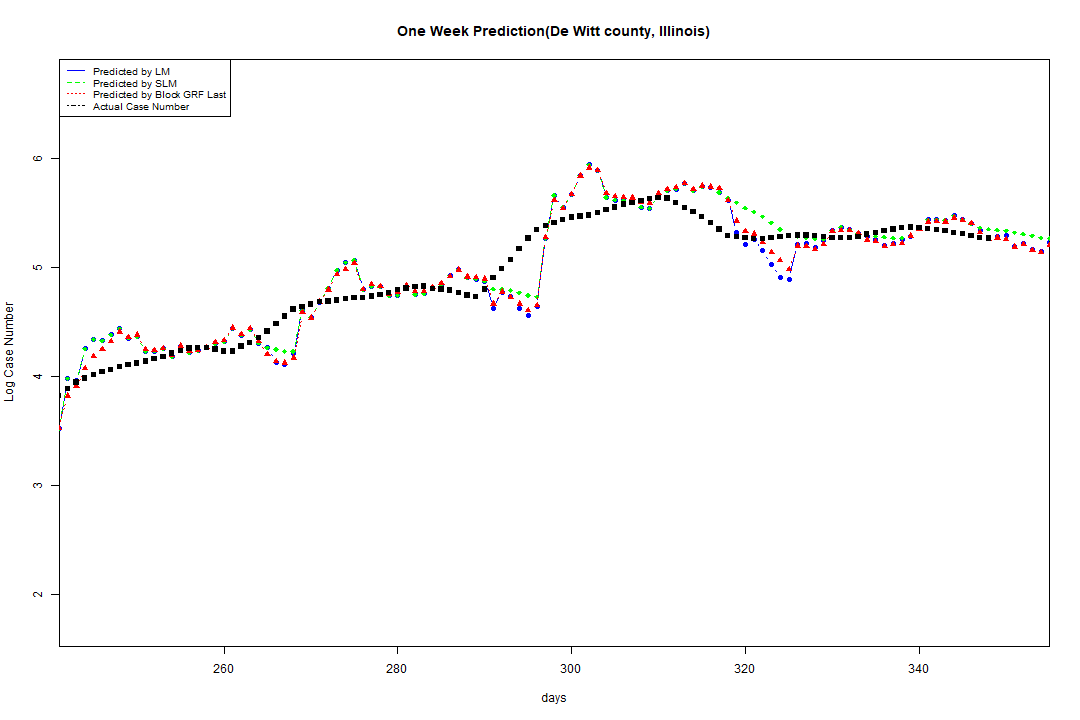 One Week Prediction(De Witt county, Illinois)
Predicted by LM
Predicted by SLM
Predicted by Block GRF Last
Actual Case Number
6
5
4
3
2
Log Case Number
260 280 300 320 340
days